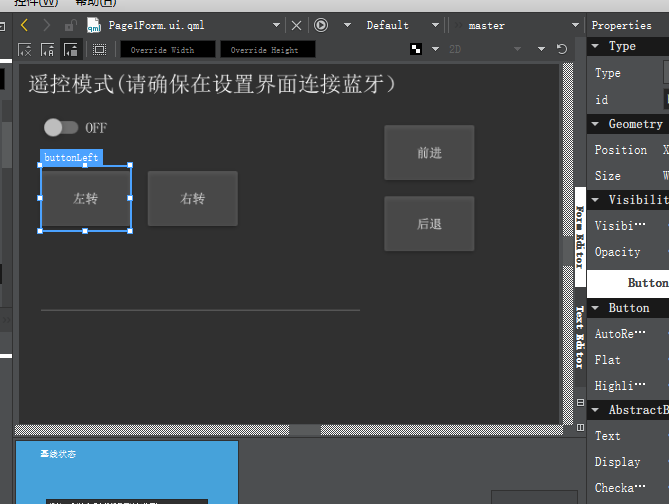 控件(W) 帮助(H)
Page1Form.ui.qml
Default
master
Properties
Override Width
Override Height
2D
Type
Type
id
Geometry
Position X
Size W
Visibilit
Visibi···
Opacity
Button
Button
AutoRe···
Flat
Highli···
AbstractB
Text
Display
Checka···
遥控模式(请确保在设置界面连接蓝牙)
OFF
buttonLeft
左转
右转
前进
后退
Form Editor
Text Editor